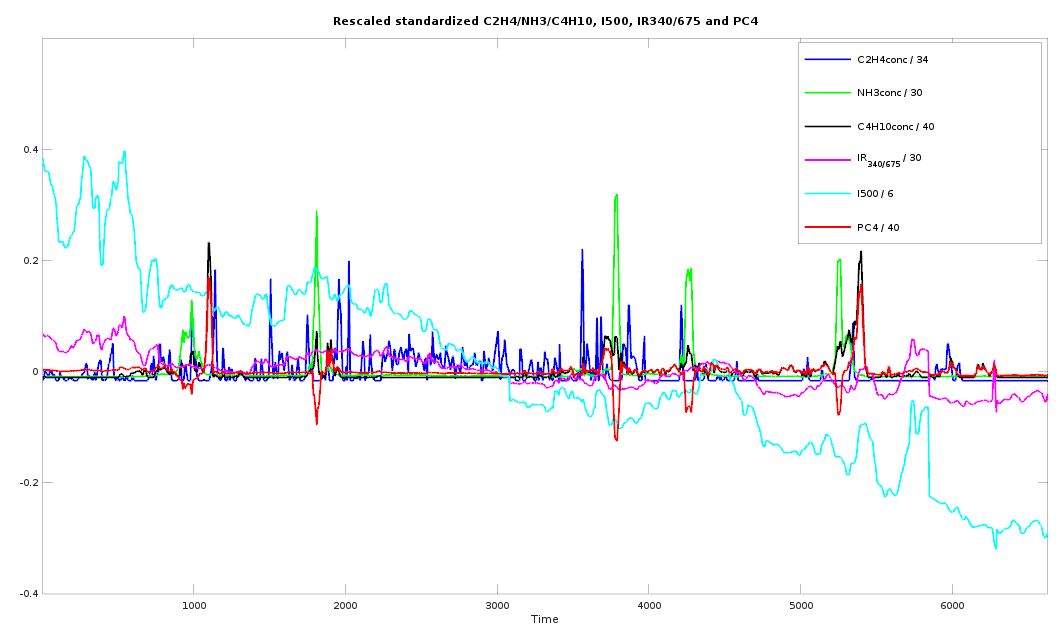 Rescaled standardized C2H4/NH3/C4H10, I500, IR340/675 and PC4
C2H4conc / 34
NH3conc / 30
C4H10conc / 40
IR340/675 / 30
I500 / 6
PC4 / 40
0.4
0.2
0
-0.2
-0.4
1000 2000 3000 4000 5000 6000
Time